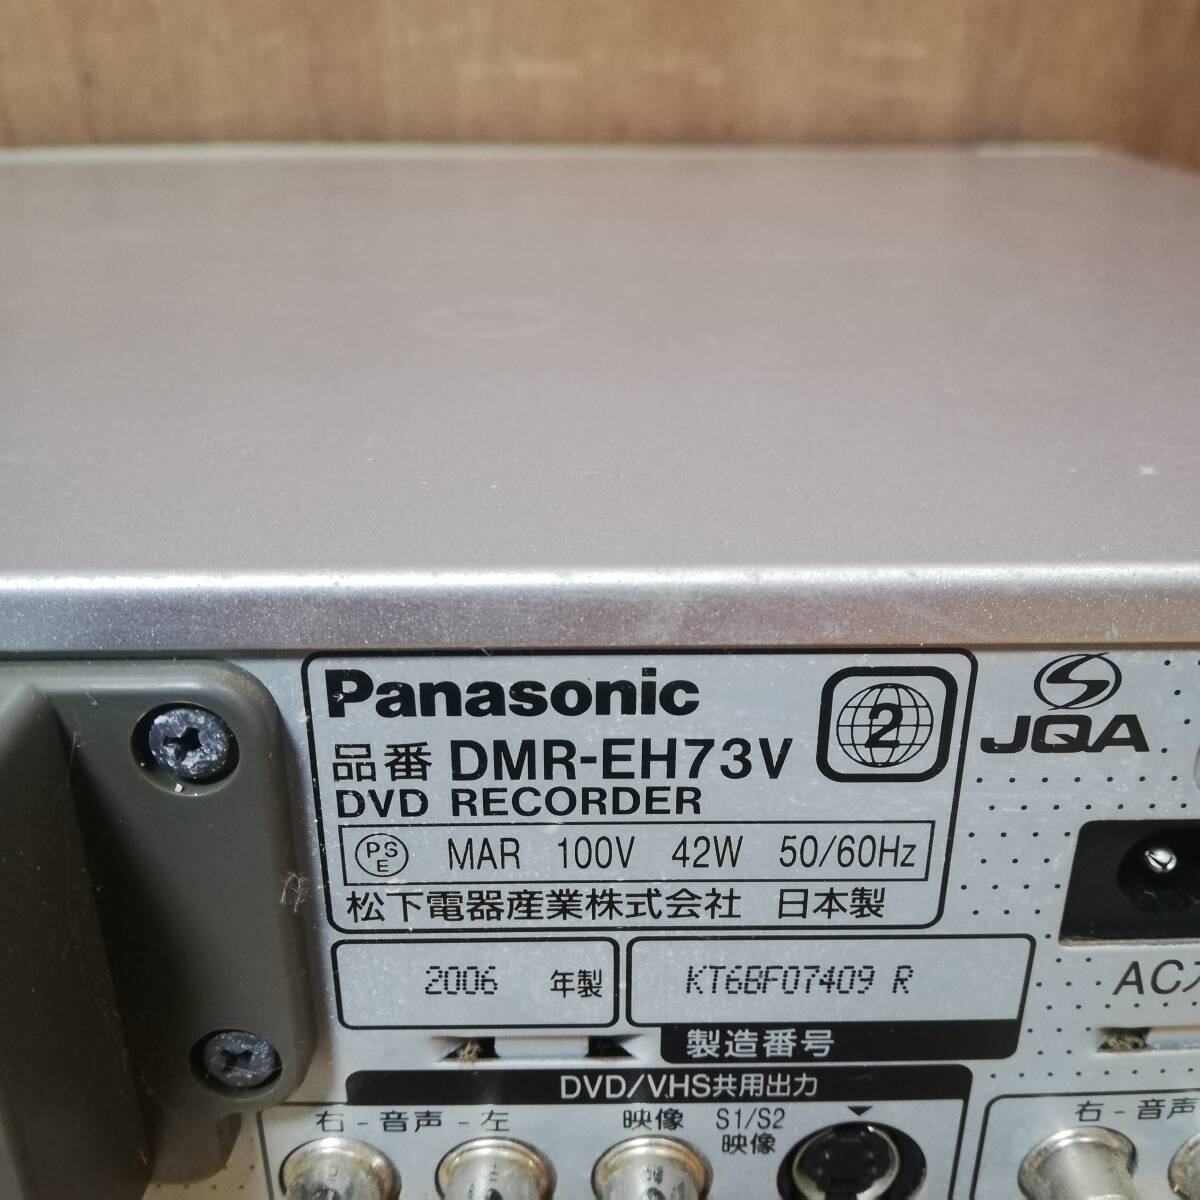 Panasonic
品番 DMR-EH73V
2
JQA
DVD RECORDER
PSE MAR 100V 42W 50/60Hz
松下電器産業株式会社 日本製
2006 年製
KT6BF07409 R
製造番号
AC
DVD/VHS共用出力
右 - 音声 - 左
映像
S1/S2
映像
右 - 音声